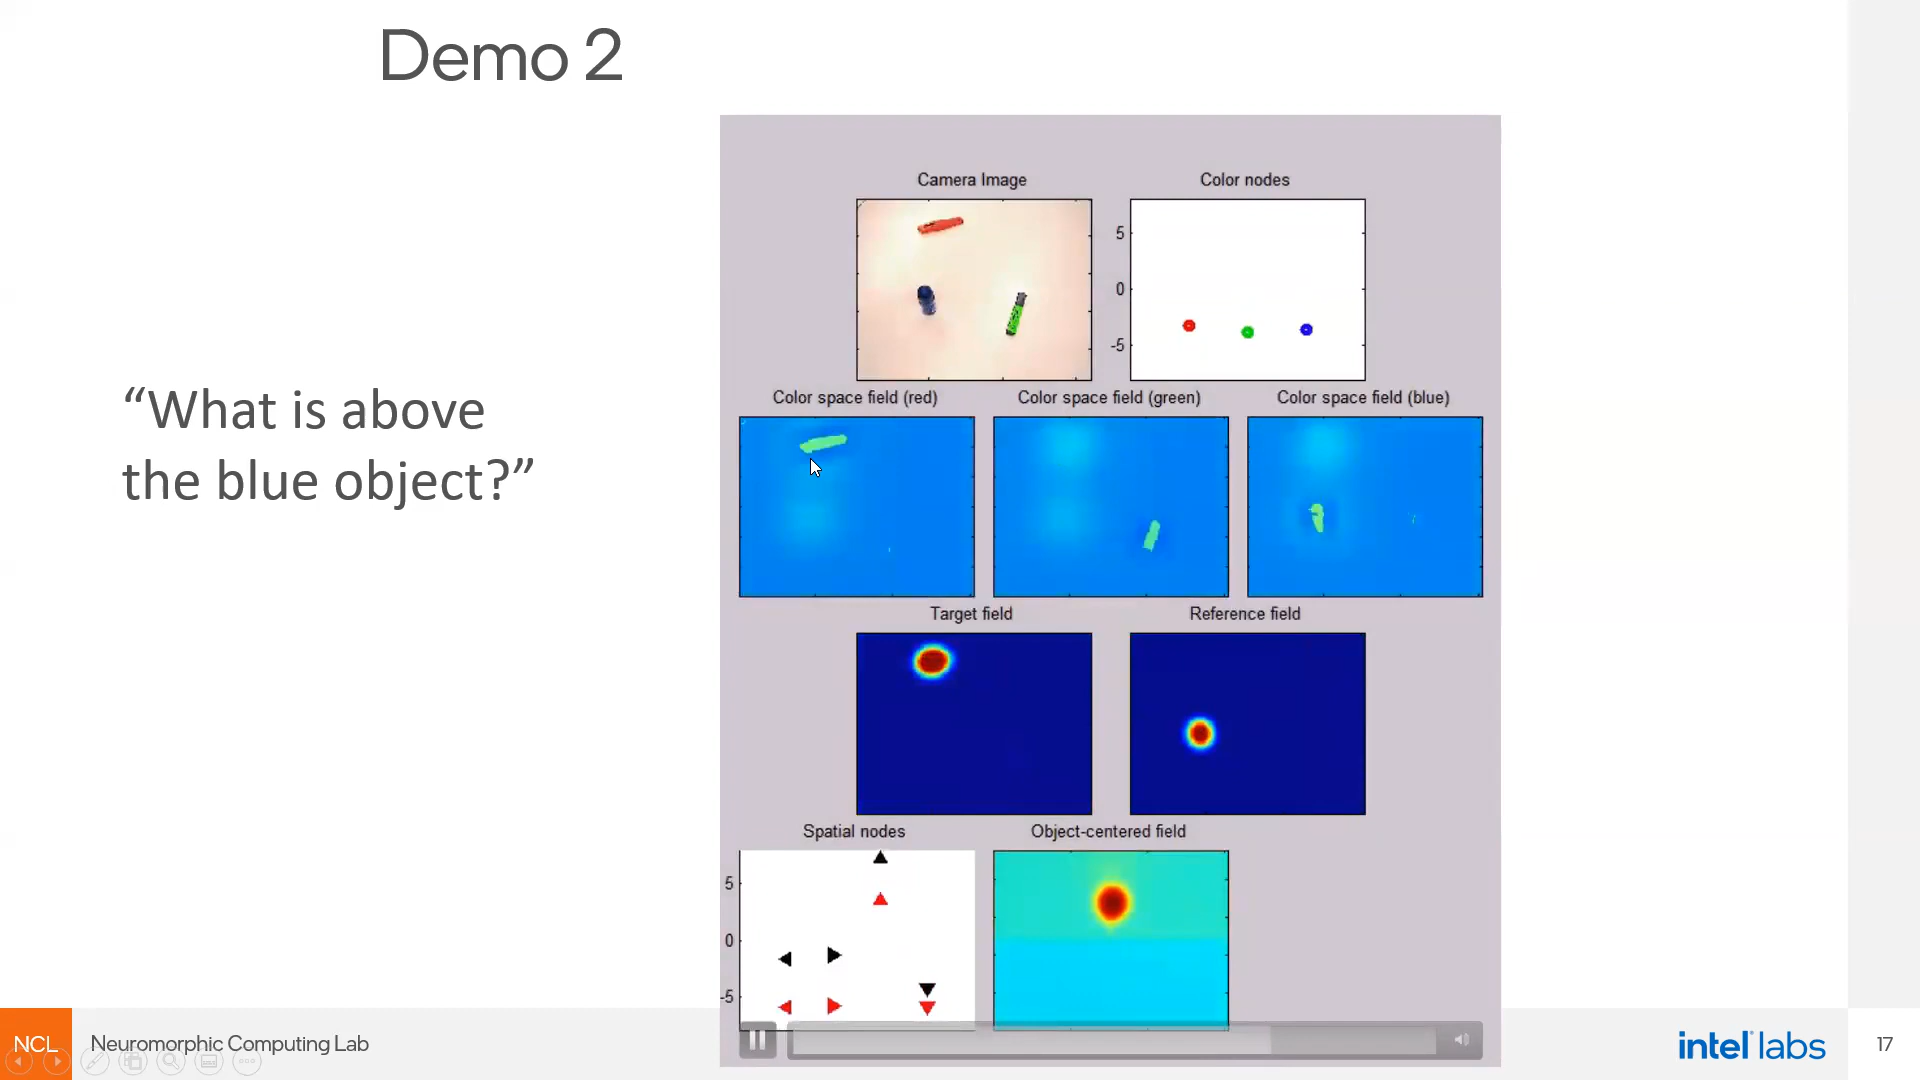 Demo 2
“What is above
the blue object?”
Camera Image
Color nodes
5
0
-5
Color space field (red)
Color space field (green)
Color space field (blue)
Target field
Reference field
Spatial nodes
Object-centered field
5
0
-5
NCL
Neuromorphic Computing Lab
intel labs
17